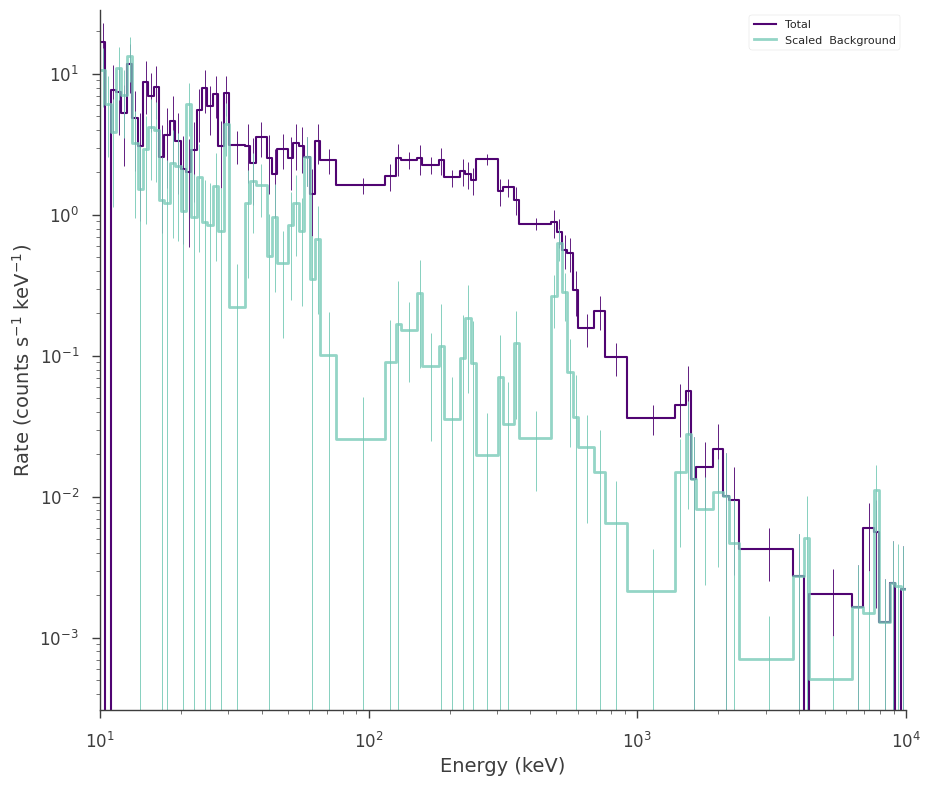 Total
Scaled  Background
10¹
10⁰
10⁻¹
10⁻²
10⁻³
Rate (counts s⁻¹ keV⁻¹)
10¹ 10² 10³ 10⁴
Energy (keV)